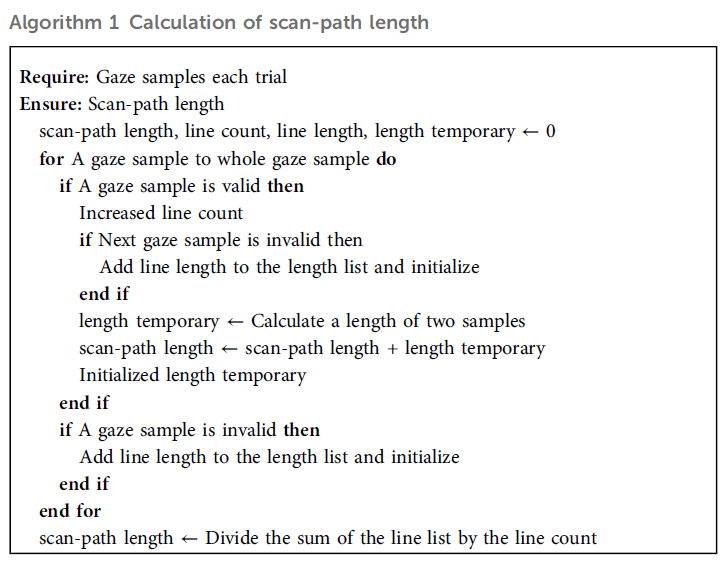 Algorithm 1 Calculation of scan-path length
Require: Gaze samples each trial
Ensure: Scan-path length
scan-path length, line count, line length, length temporary ← 0
for A gaze sample to whole gaze sample do
if A gaze sample is valid then
Increased line count
if Next gaze sample is invalid then
Add line length to the length list and initialize
end if
length temporary ← Calculate a length of two samples
scan-path length ← scan-path length + length temporary
Initialized length temporary
end if
if A gaze sample is invalid then
Add line length to the length list and initialize
end if
end for
scan-path length ← Divide the sum of the line list by the line count